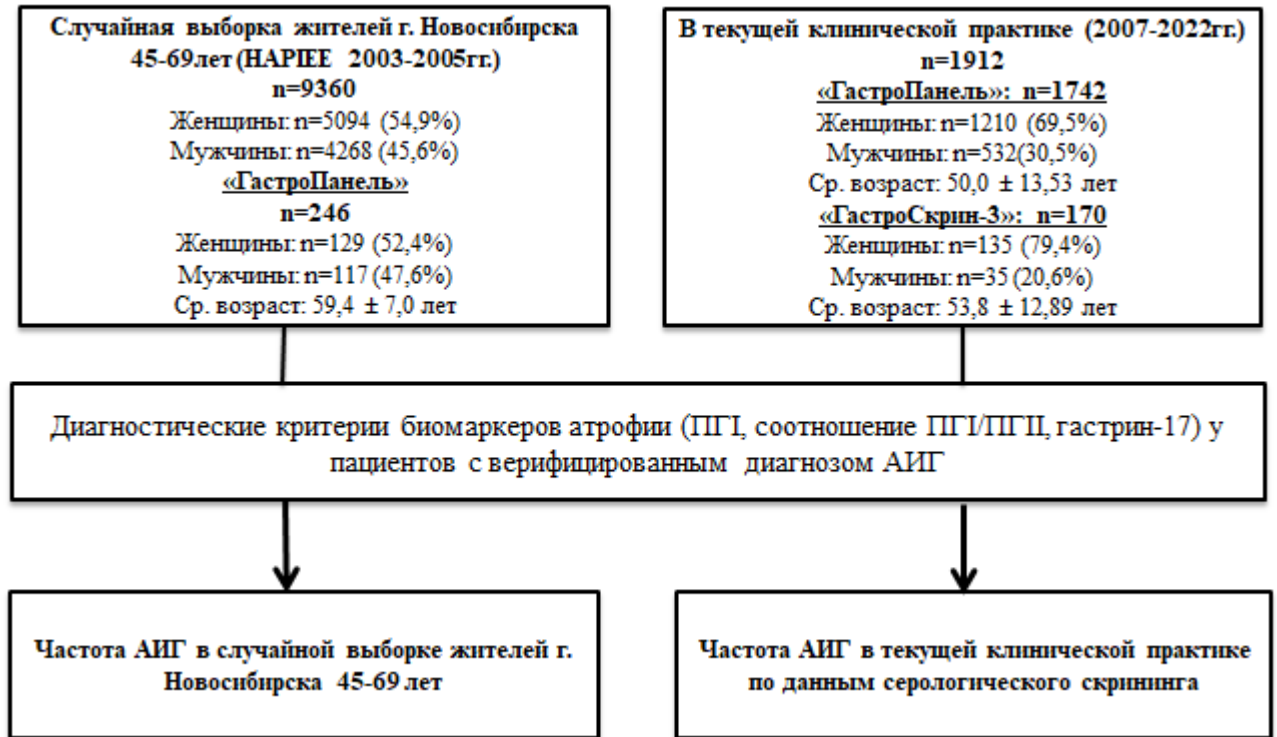 Случайная выборка жителей г. Новосибирска
45-69лет (HAPIEE 2003-2005гг.)
n=9360
Женщины: n=5094 (54,9%)
Мужчины: n=4268 (45,6%)
«ГастроПанель»
n=246
Женщины: n=129 (52,4%)
Мужчины: n=117 (47,6%)
Ср. возраст: 59,4 ± 7,0 лет
В текущей клинической практике (2007-2022гг.)
n=1912
«ГастроПанель»: n=1742
Женщины: n=1210 (69,5%)
Мужчины: n=532(30,5%)
Ср. возраст: 50,0 ± 13,53 лет
«ГастроСкрин-3»: n=170
Женщины: n=135 (79,4%)
Мужчины: n=35 (20,6%)
Ср. возраст: 53,8 ± 12,89 лет
Диагностические критерии биомаркеров атрофии (ПГI, соотношение ПГI/ПГII, гастрин-17) у
пациентов с верифицированным диагнозом АИГ
Частота АИГ в случайной выборке жителей г.
Новосибирска 45-69 лет
Частота АИГ в текущей клинической практике
по данным серологического скрининга